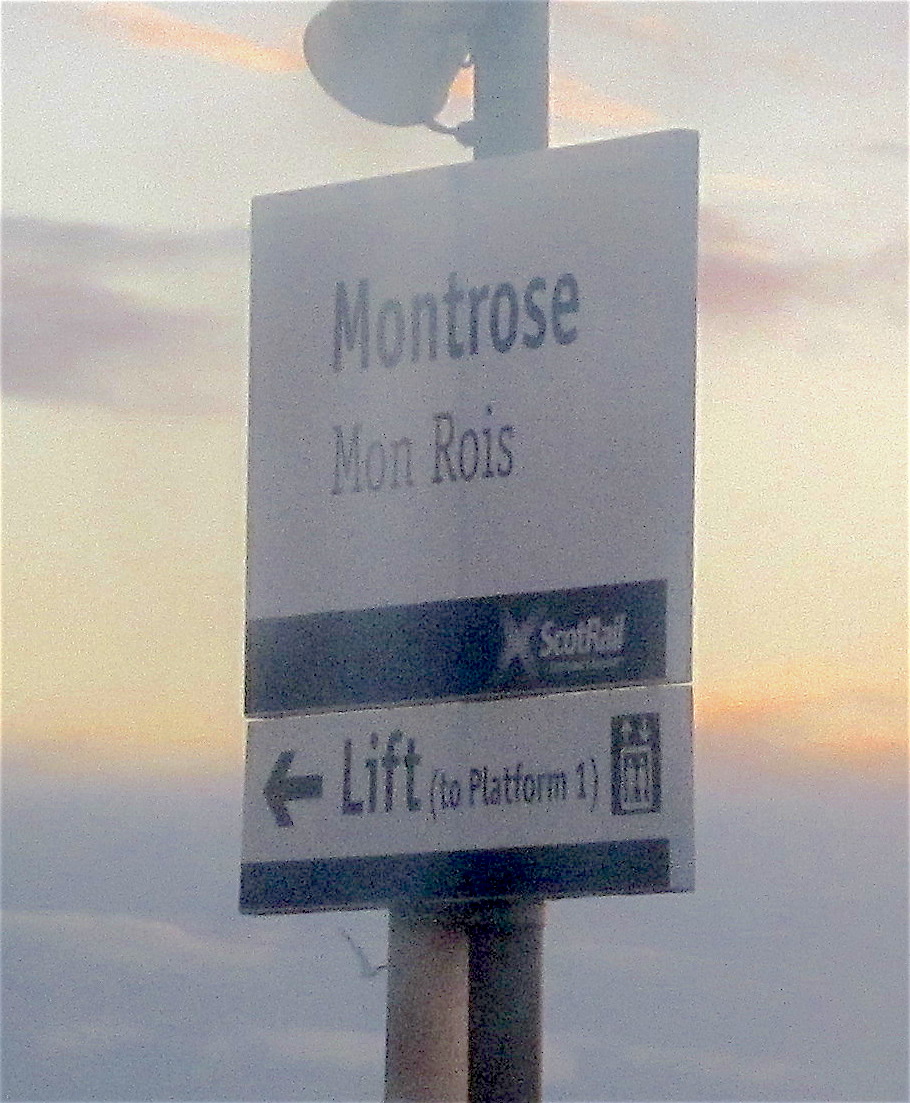 Montrose
Mon Rois
ScotRail
Lift (to Platform 1)